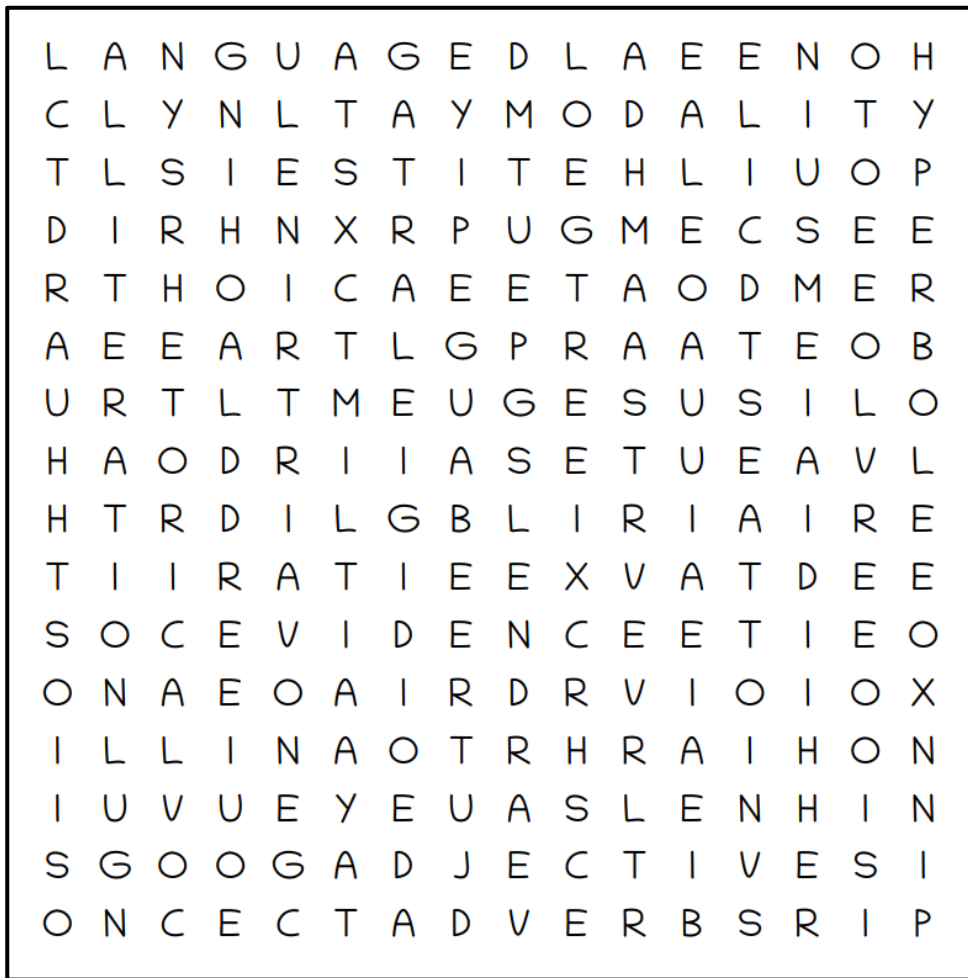 L A N G U A G E D L A E E N O H
C L Y N L T A Y M O D A L I T Y
T L S I E S T I T E H L I U O P
D I R H N X R P U G M E C S E E
R T H O I C A E E T A O D M E R
A E E A R T L G P R A A T E O B
U R T L T M E U G E S U S I L O
H A O D R I I A S E T U E A V L
H T R D I L G B L I R I A I R E
T I I R A T I E E X V A T D E E
S O C E V I D E N C E E T I E O
O N A E O A I R D R V I O I O X
I L L I N A O T R H R A I H O N
I U V U E Y E U A S L E N H I N
S G O O G A D J E C T I V E S I
O N C E C T A D V E R B S R I P